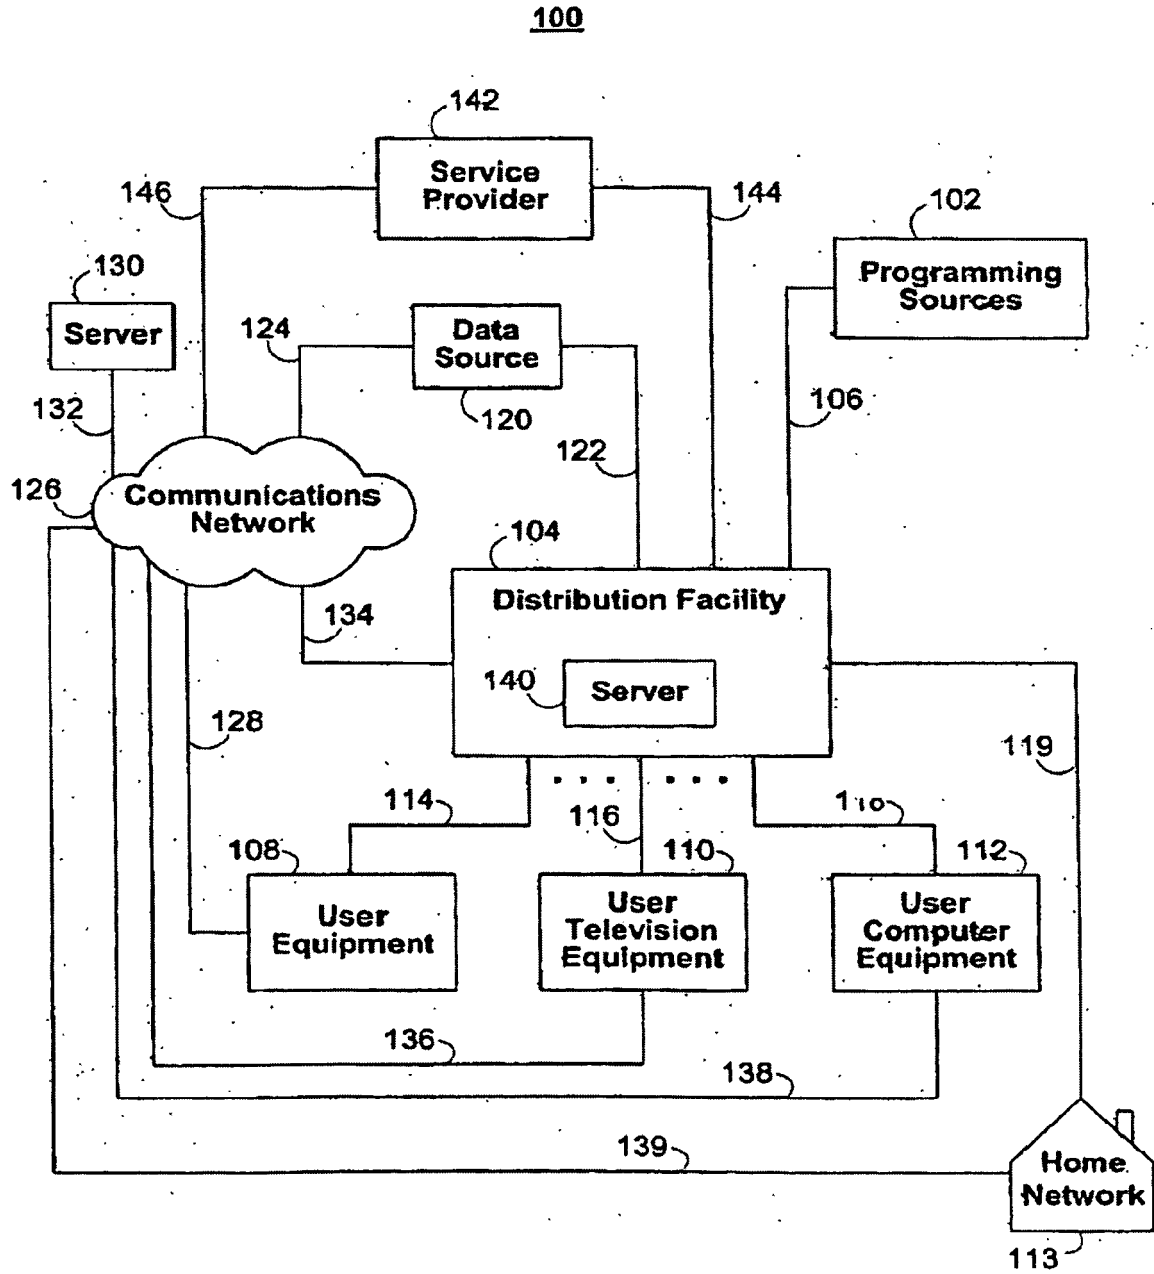 100
142
Service
Provider
146
144
102
Programming
Sources
130
Server
124
Data
Source
120
106
132
122
126
Communications
Network
104
Distribution Facility
134
140
Server
128
119
114
116
108
110
112
User
Equipment
User
Television
Equipment
User
Computer
Equipment
136
138
139
Home
Network
113